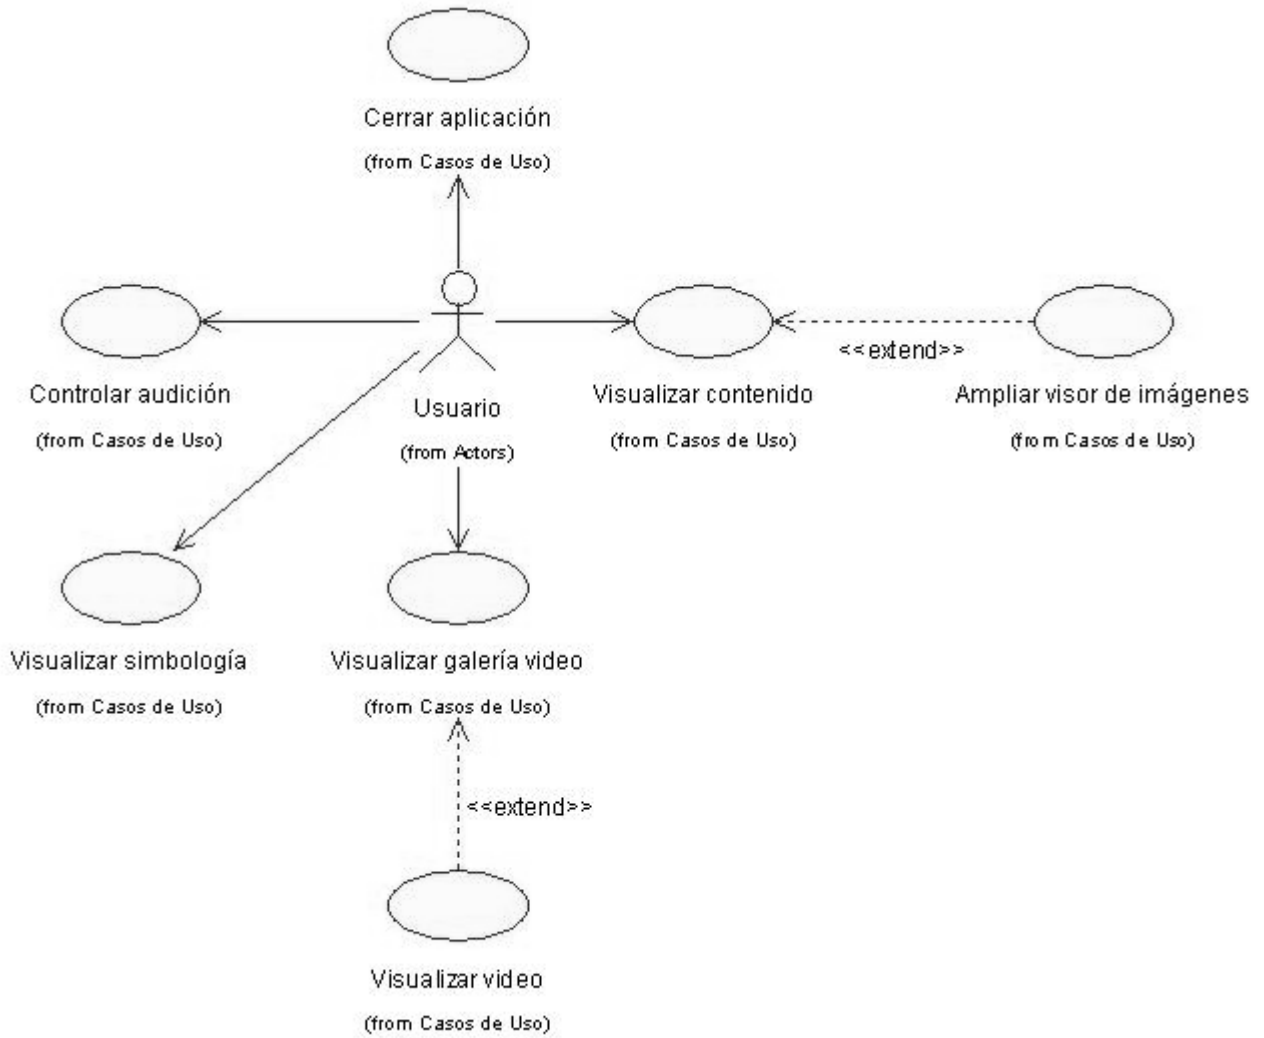 Cerrar aplicación
(from Casos de Uso)
Controlar audición
(from Casos de Uso)
Usuario
(from Actors)
Visualizar contenido
(from Casos de Uso)
<<extend>>
Ampliar visor de imágenes
(from Casos de Uso)
Visualizar simbología
(from Casos de Uso)
Visualizar galería video
(from Casos de Uso)
<<extend>>
Visualizar video
(from Casos de Uso)